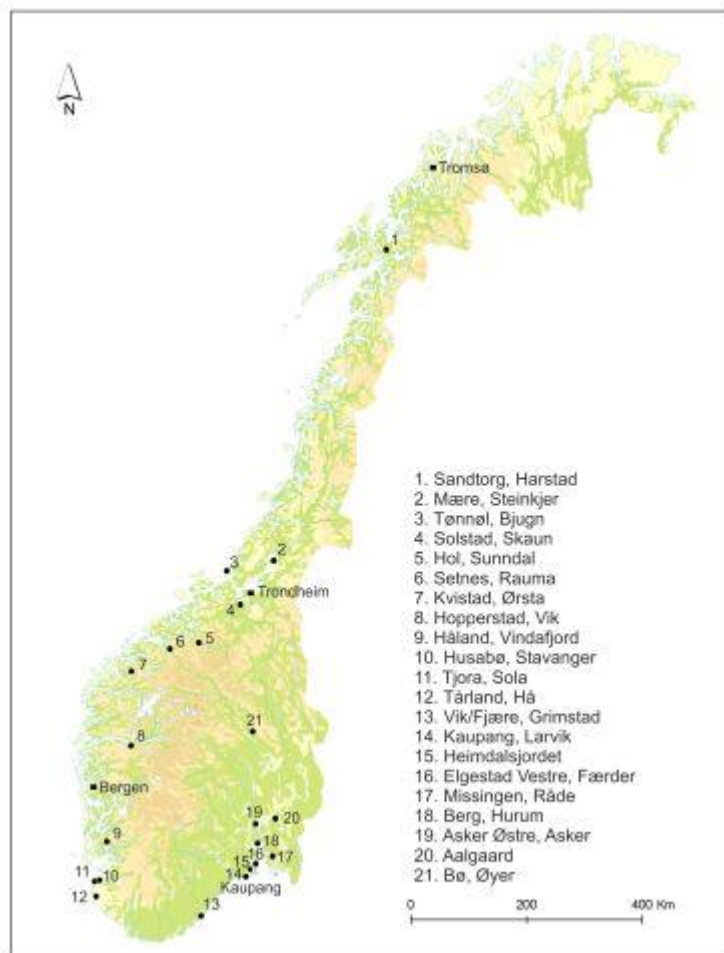 N
Tromsø
1
3
2
Trondheim
4
6
5
7
21
8
Bergen
19
20
9
18
16
17
15
11
10
14
Kaupang
12
13
1. Sandtorg, Harstad
2. Mære, Steinkjer
3. Tønnøl, Bjugn
4. Solstad, Skaun
5. Hol, Sunndal
6. Setnes, Rauma
7. Kvistad, Ørsta
8. Hopperstad, Vik
9. Håland, Vindafjord
10. Husabø, Stavanger
11. Tjora, Sola
12. Tårland, Hå
13. Vik/Fjære, Grimstad
14. Kaupang, Larvik
15. Heimdalsjordet
16. Elgestad Vestre, Færder
17. Missingen, Råde
18. Berg, Hurum
19. Asker Østre, Asker
20. Aalgaard
21. Bø, Øyer
0 200 400 Km